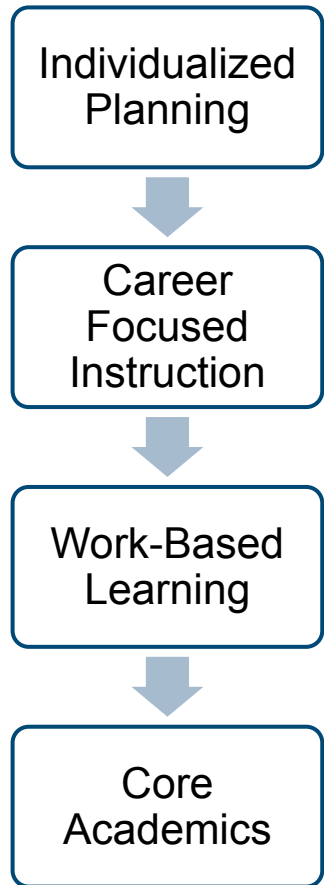 Individualized
Planning
Career
Focused
Instruction
Work-Based
Learning
Core
Academics